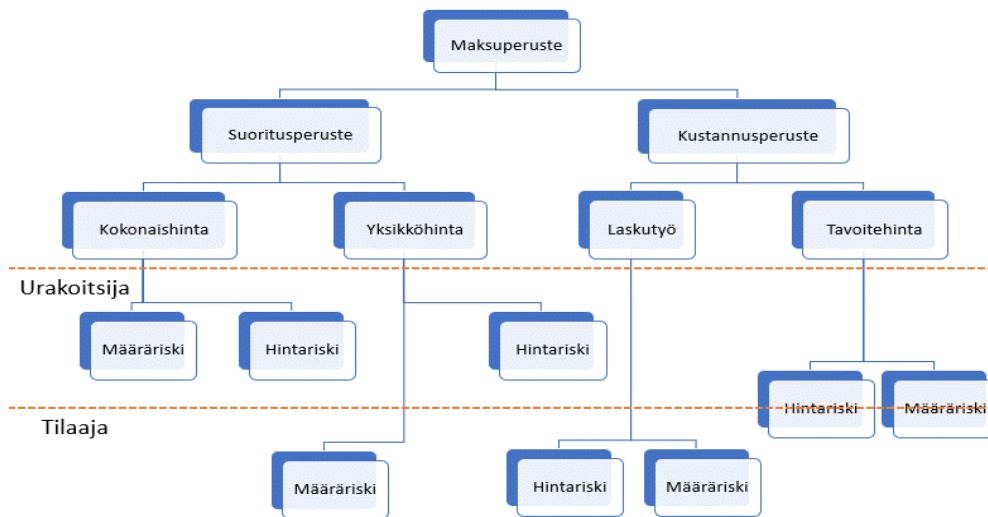 Maksuperuste
Suoritusperuste
Kustannusperuste
Kokonaishinta
Yksikköhinta
Laskutyö
Tavoitehinta
Urakoitsija
Määräriski
Hintariski
Hintariski
Hintariski
Määräriski
Tilaaja
Määräriski
Hintariski
Määräriski